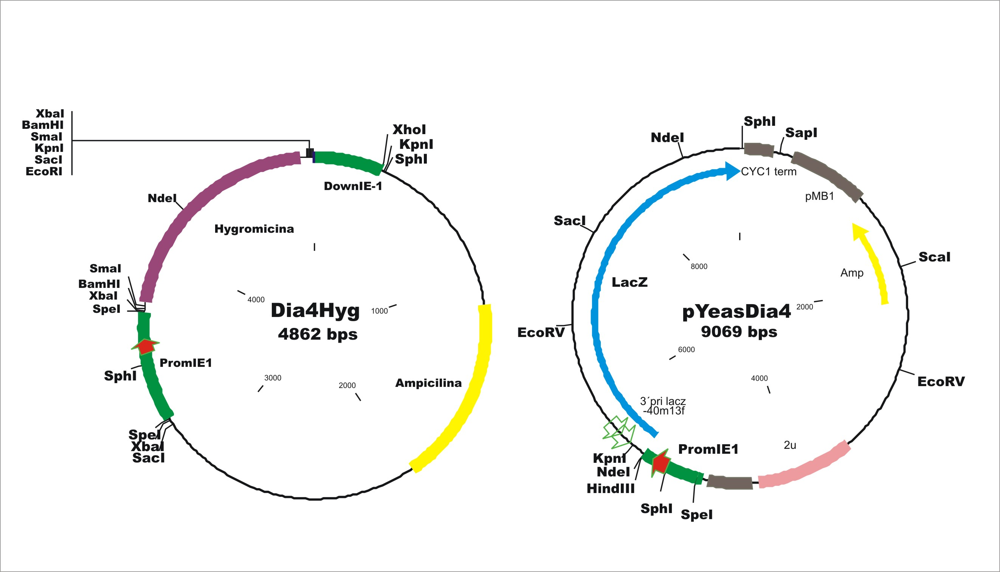 XbaI
BamHI
SmaI
KpnI
SacI
EcoRI
XhoI
KpnI
SphI
DownIE-1
NdeI
Hygromicina
SmaI
BamHI
XbaI
SpeI
4000
Dia4Hyg
4862 bps
1000
PromIE1
SphI
3000
2000
Ampicilina
SpeI
XbaI
SacI
SphI
SapI
NdeI
CYC1 term
pMB1
SacI
ScaI
8000
Amp
LacZ
pYeasDia4
9069 bps
2000
EcoRV
6000
4000
EcoRV
3´pri lacz
-40m13f
2u
PromIE1
KpnI
NdeI
HindIII
SphI
SpeI